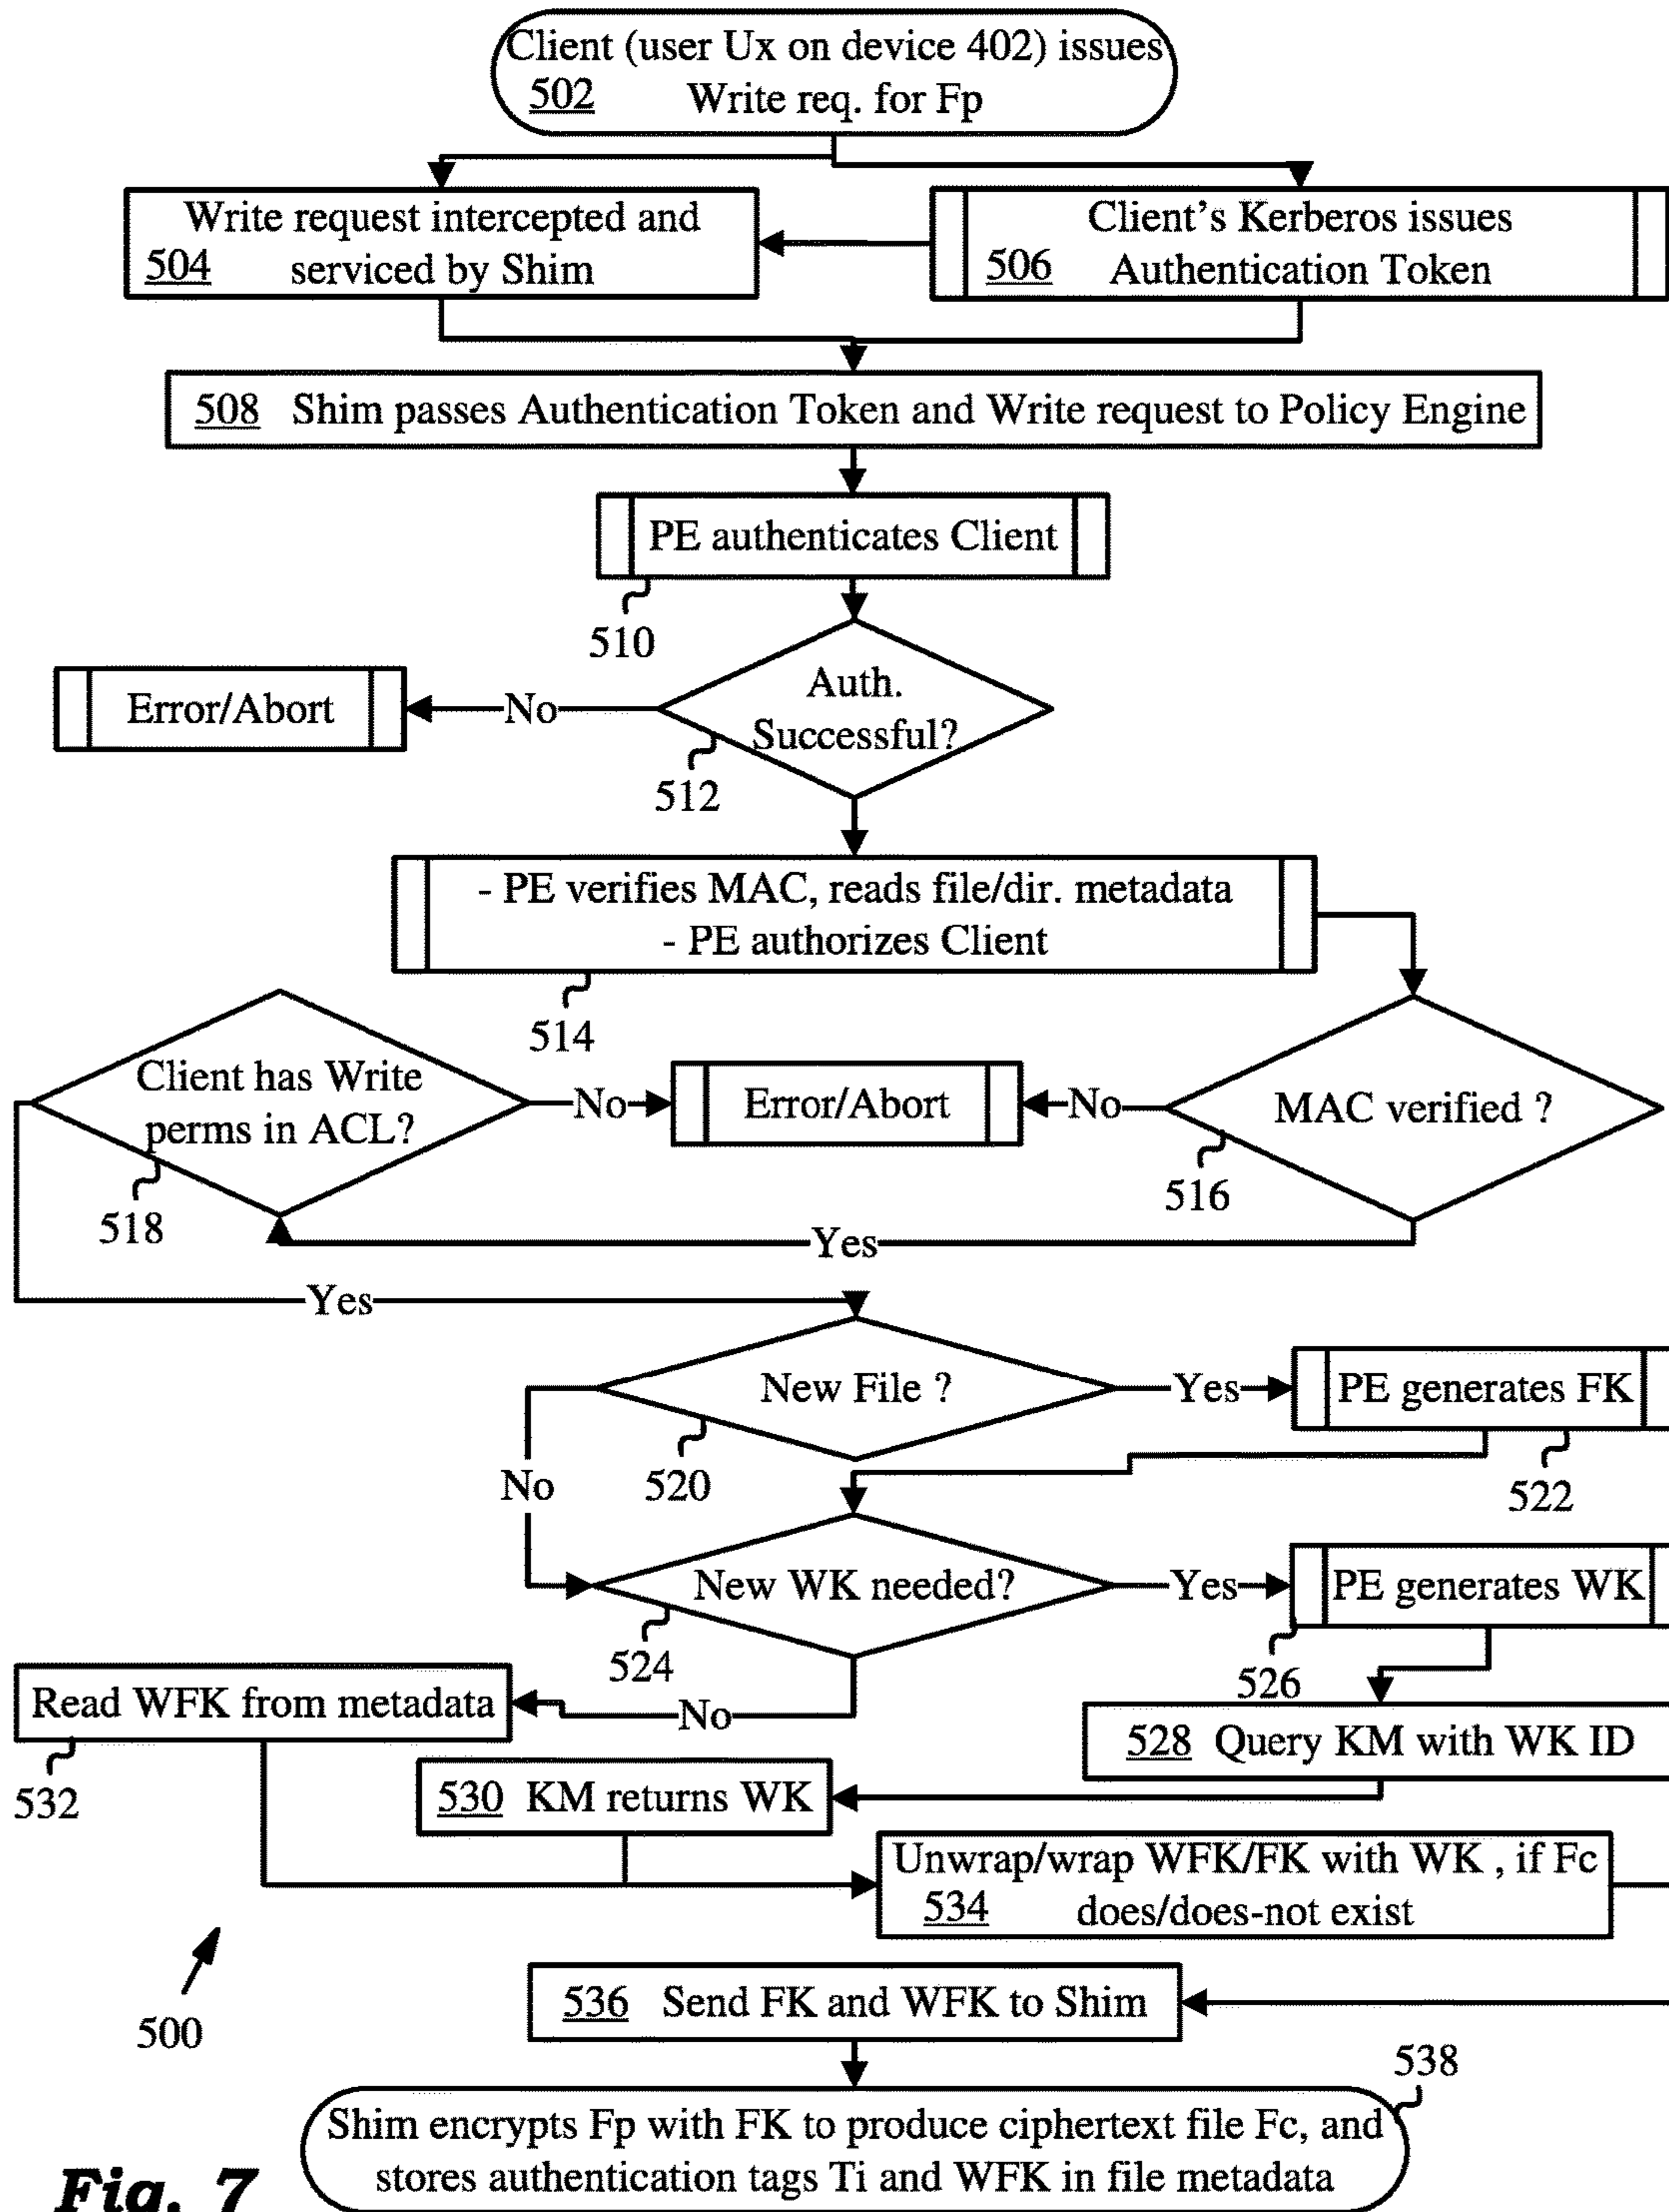 Client (user Ux on device 402) issues
502 Write req. for Fp
Write request intercepted and
504 serviced by Shim
Client's Kerberos issues
506 Authentication Token
508 Shim passes Authentication Token and Write request to Policy Engine
PE authenticates Client
510
Auth.
Successful?
No
Error/Abort
512
- PE verifies MAC, reads file/dir. metadata
- PE authorizes Client
514
Client has Write
perms in ACL?
No
Error/Abort
No
MAC verified ?
516
518
Yes
Yes
New File ?
Yes
PE generates FK
No
520
522
New WK needed?
Yes
PE generates WK
524
526
Read WFK from metadata
No
528 Query KM with WK ID
532
530 KM returns WK
Unwrap/wrap WFK/FK with WK , if Fc
534 does/does-not exist
536 Send FK and WFK to Shim
500
538
Shim encrypts Fp with FK to produce ciphertext file Fc, and
stores authentication tags Ti and WFK in file metadata
Fig. 7